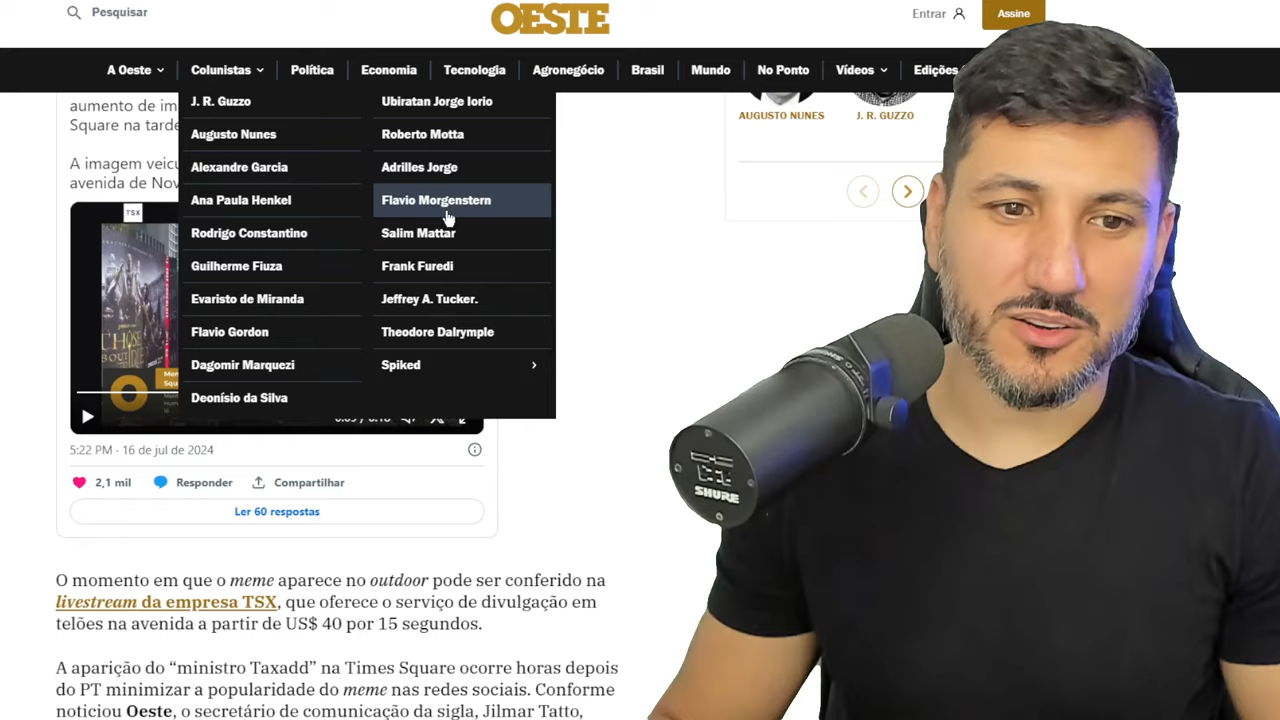 Pesquisar
OESTE
Entrar
Assine
A Oeste
Colunistas
Política
Economia
Tecnologia
Agronegócio
Brasil
Mundo
No Ponto
Vídeos
Edições
aumento de im
Square na tarde
A imagem veicu
avenida de Nov
J. R. Guzzo
Augusto Nunes
Alexandre Garcia
Ana Paula Henkel
Rodrigo Constantino
Guilherme Fiuza
Evaristo de Miranda
Flavio Gordon
Dagomir Marquezi
Deonísio da Silva
Ubiratan Jorge Iorio
Roberto Motta
Adrilles Jorge
Flavio Morgenstern
Salim Mattar
Frank Furedi
Jeffrey A. Tucker.
Theodore Dalrymple
Spiked
AUGUSTO NUNES
J. R. GUZZO
TSX
5:22 PM · 16 de jul de 2024
2,1 mil
Responder
Compartilhar
Ler 60 respostas
O momento em que o meme aparece no outdoor pode ser conferido na
livestream da empresa TSX, que oferece o serviço de divulgação em
telões na avenida a partir de US$ 40 por 15 segundos.
A aparição do “ministro Taxadd” na Times Square ocorre horas depois
do PT minimizar a popularidade do meme nas redes sociais. Conforme
noticiou Oeste, o secretário de comunicação da sigla, Jilmar Tatto,
SHURE